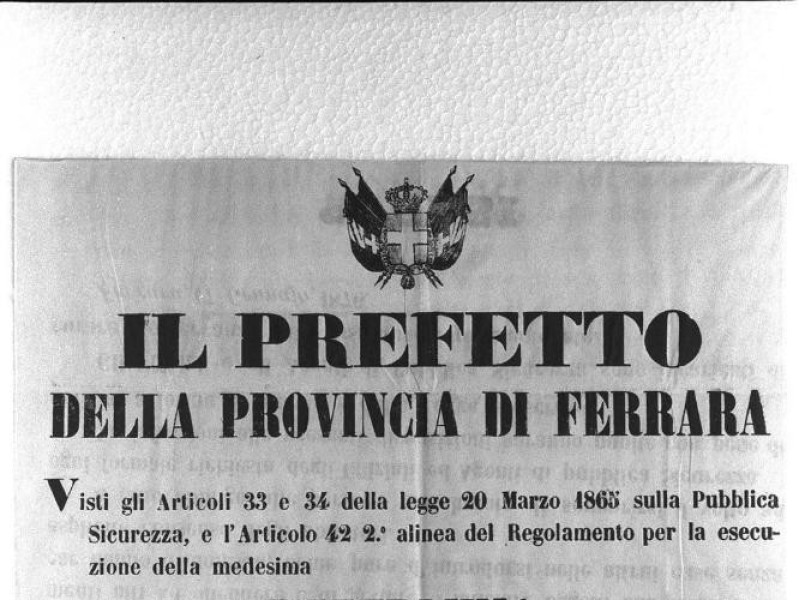 IL PREFETTO
DELLA PROVINCIA DI FERRARA
Visti gli Articoli 33 e 34 della legge 20 Marzo 1865 sulla Pubblica
Sicurezza, e l'Articolo 42 2.° alinea del Regolamento per la esecu-
zione della medesima